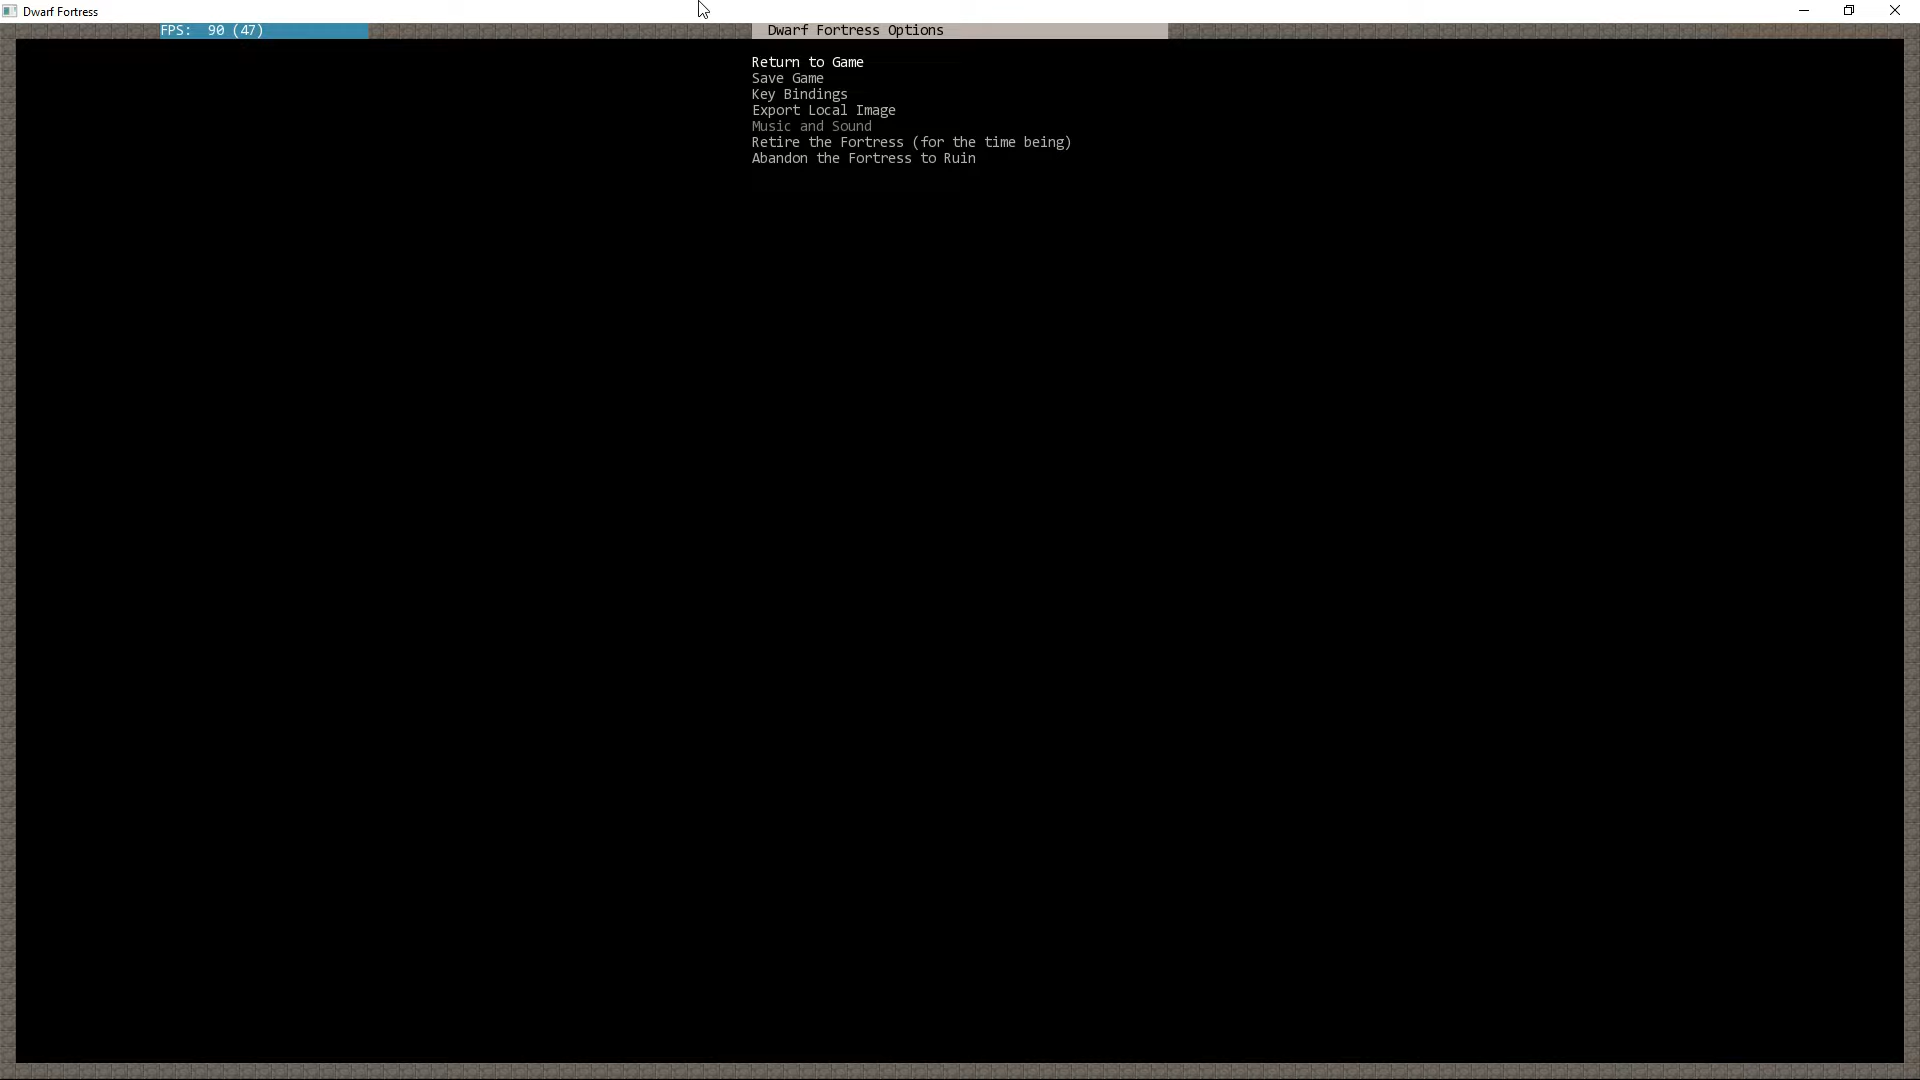 Dwarf Fortress
FPS: 90 (47)
Dwarf Fortress Options
Return to Game
Save Game
Key Bindings
Export Local Image
Music and Sound
Retire the Fortress (for the time being)
Abandon the Fortress to Ruin